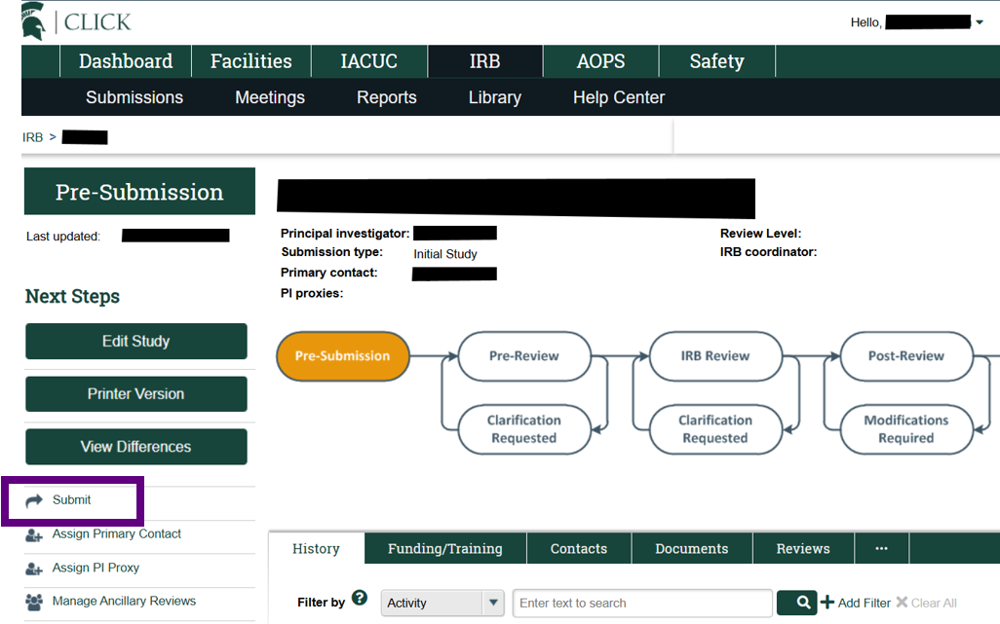 | CLICK
Hello,
Dashboard Facilities IACUC IRB AOPS Safety
Submissions Meetings Reports Library Help Center
IRB >
Pre-Submission
Last updated:
Principal investigator:
Submission type: Initial Study
Primary contact:
PI proxies:
Review Level:
IRB coordinator:
Next Steps
Edit Study
Printer Version
View Differences
Submit
Assign Primary Contact
Assign PI Proxy
Manage Ancillary Reviews
Pre-Submission
Pre-Review
IRB Review
Post-Review
Clarification
Requested
Clarification
Requested
Modifications
Required
History Funding/Training Contacts Documents Reviews ...
Filter by ? Activity Enter text to search Add Filter Clear All